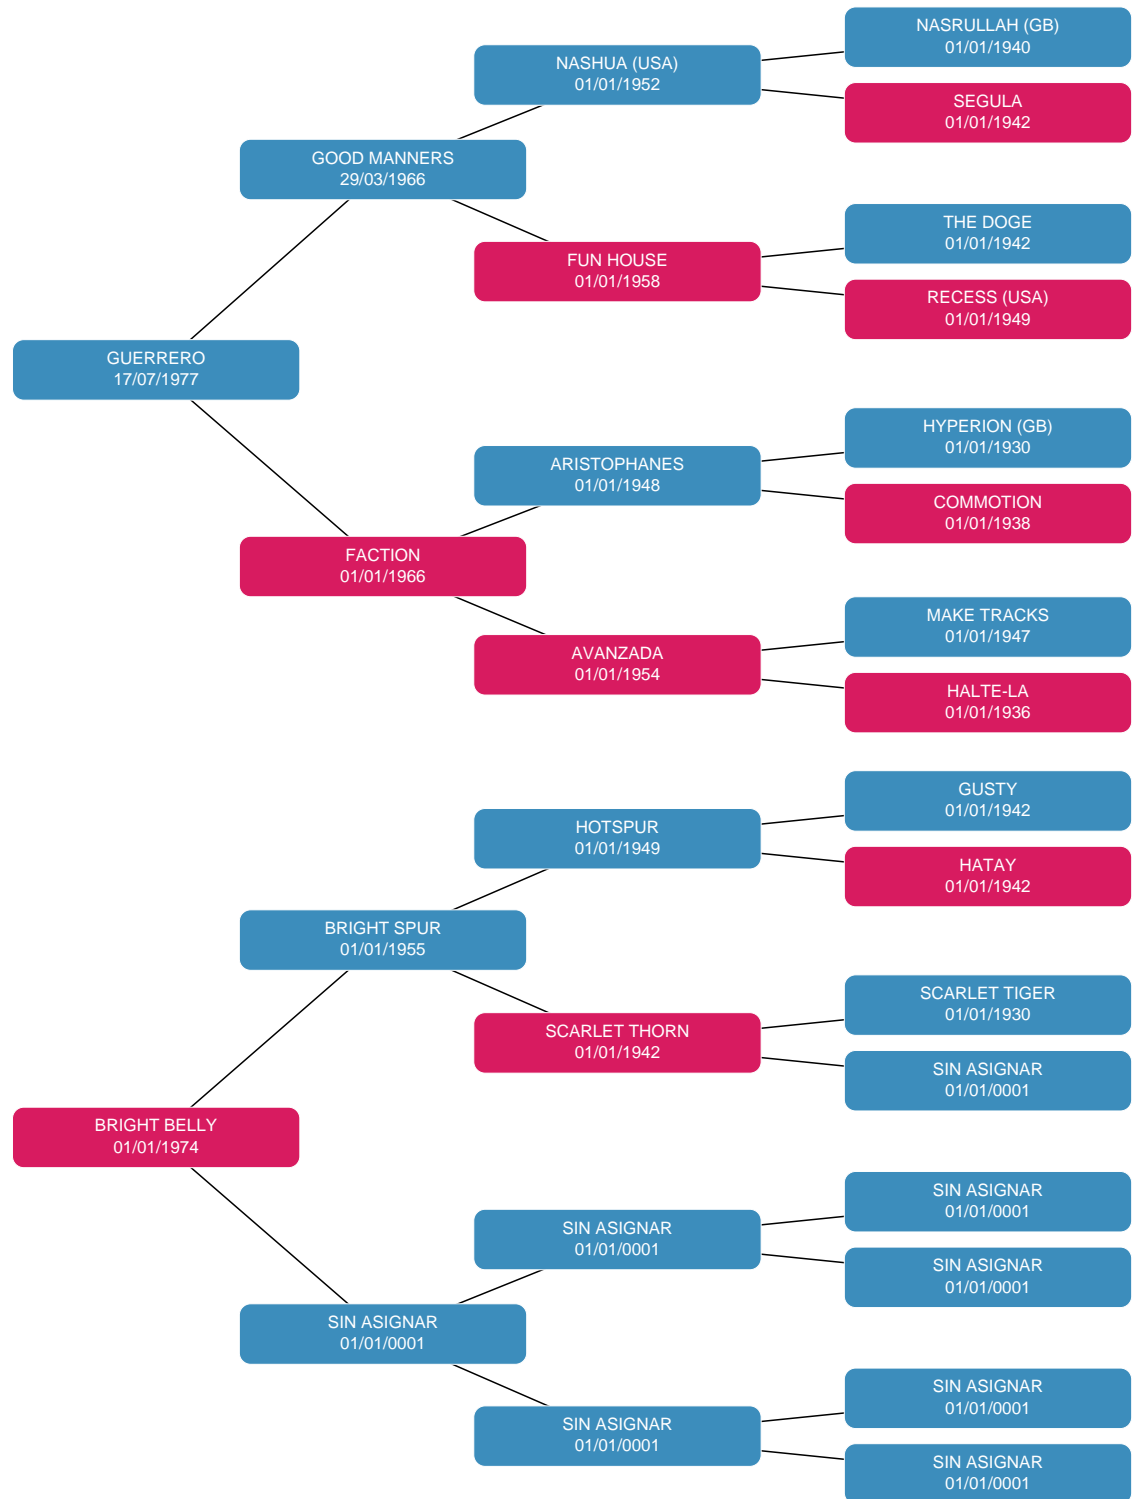 NASRULLAH (GB)
01/01/1940
NASHUA (USA)
01/01/1952
SEGULA
01/01/1942
GOOD MANNERS
29/03/1966
THE DOGE
01/01/1942
FUN HOUSE
01/01/1958
RECESS (USA)
01/01/1949
GUERRERO
17/07/1977
HYPERION (GB)
01/01/1930
ARISTOPHANES
01/01/1948
COMMOTION
01/01/1938
FACTION
01/01/1966
MAKE TRACKS
01/01/1947
AVANZADA
01/01/1954
HALTE-LA
01/01/1936
GUSTY
01/01/1942
HOTSPUR
01/01/1949
HATAY
01/01/1942
BRIGHT SPUR
01/01/1955
SCARLET TIGER
01/01/1930
SCARLET THORN
01/01/1942
SIN ASIGNAR
01/01/0001
BRIGHT BELLY
01/01/1974
SIN ASIGNAR
01/01/0001
SIN ASIGNAR
01/01/0001
SIN ASIGNAR
01/01/0001
SIN ASIGNAR
01/01/0001
SIN ASIGNAR
01/01/0001
SIN ASIGNAR
01/01/0001
SIN ASIGNAR
01/01/0001